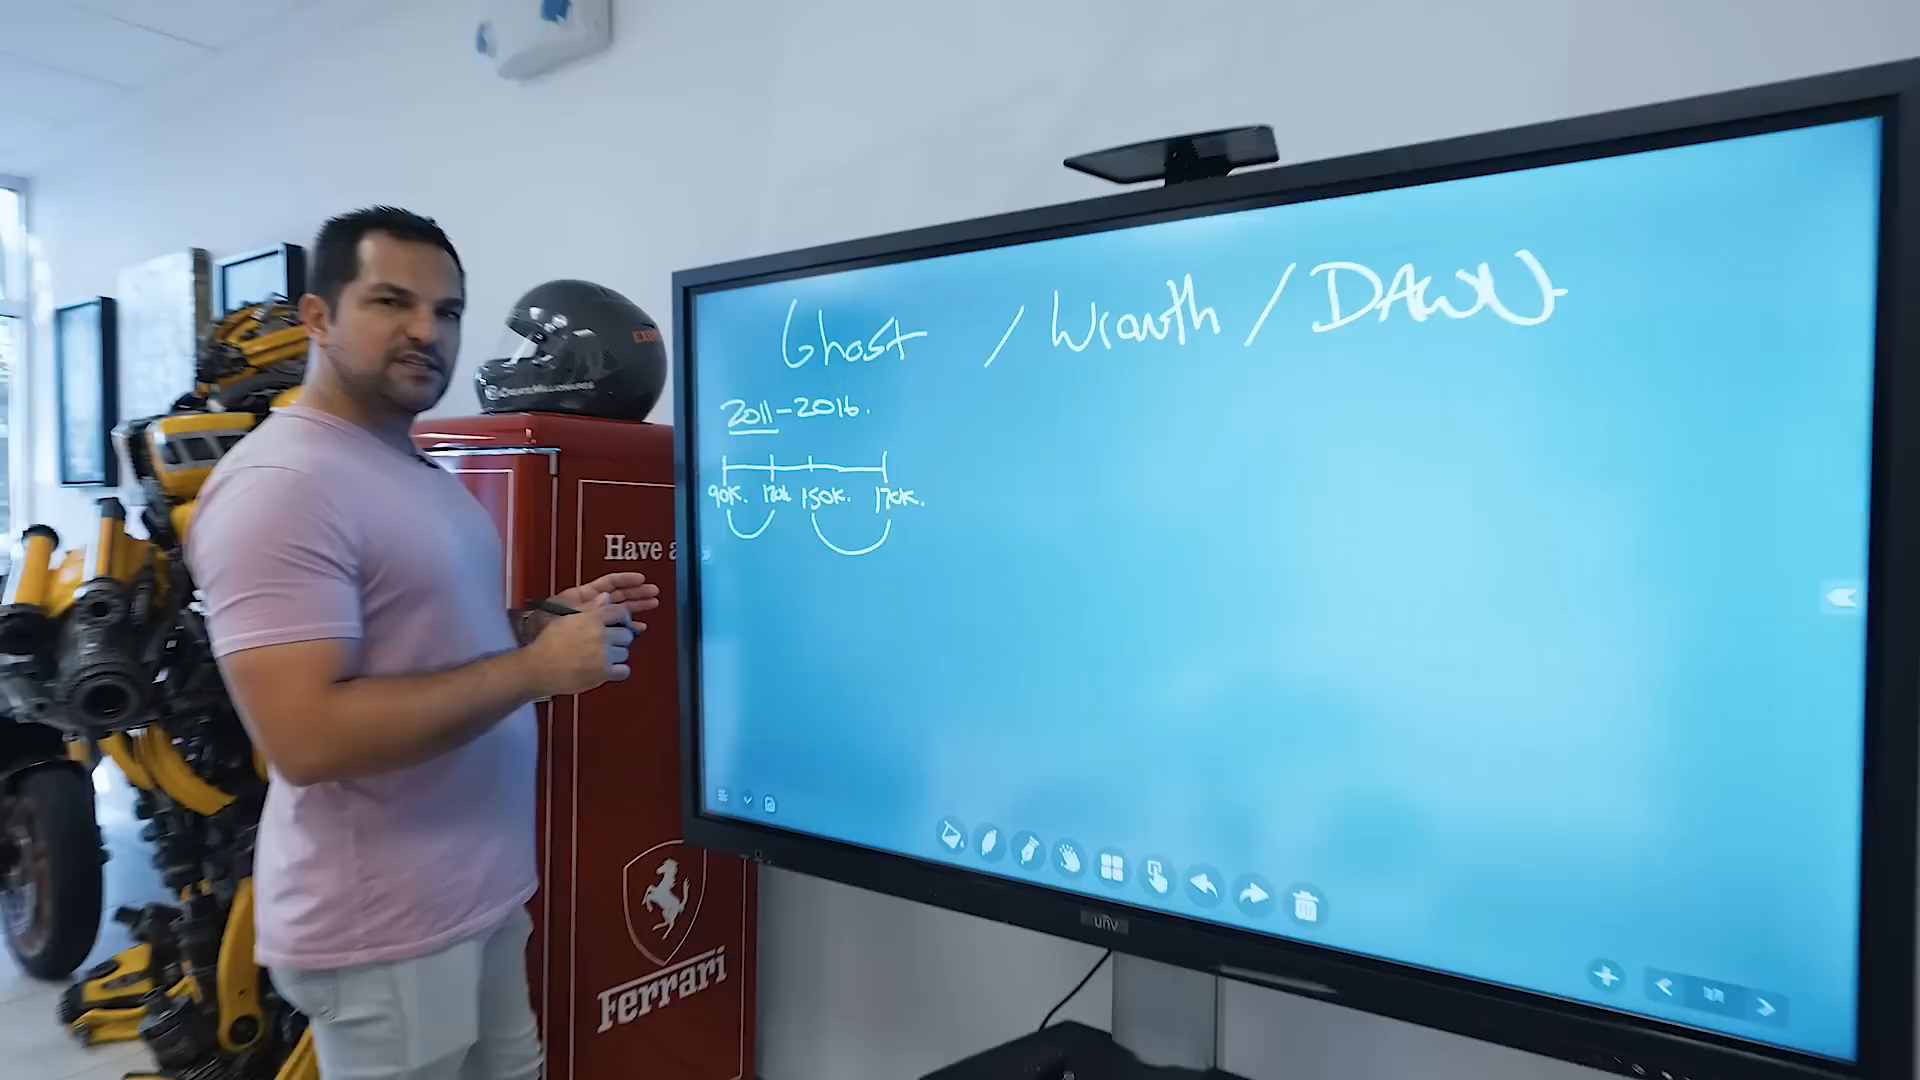 Ghost / Wraith / DAWN
2011-2016.
90K. 120k 150K. 170K.
Have a
Ferrari
unv